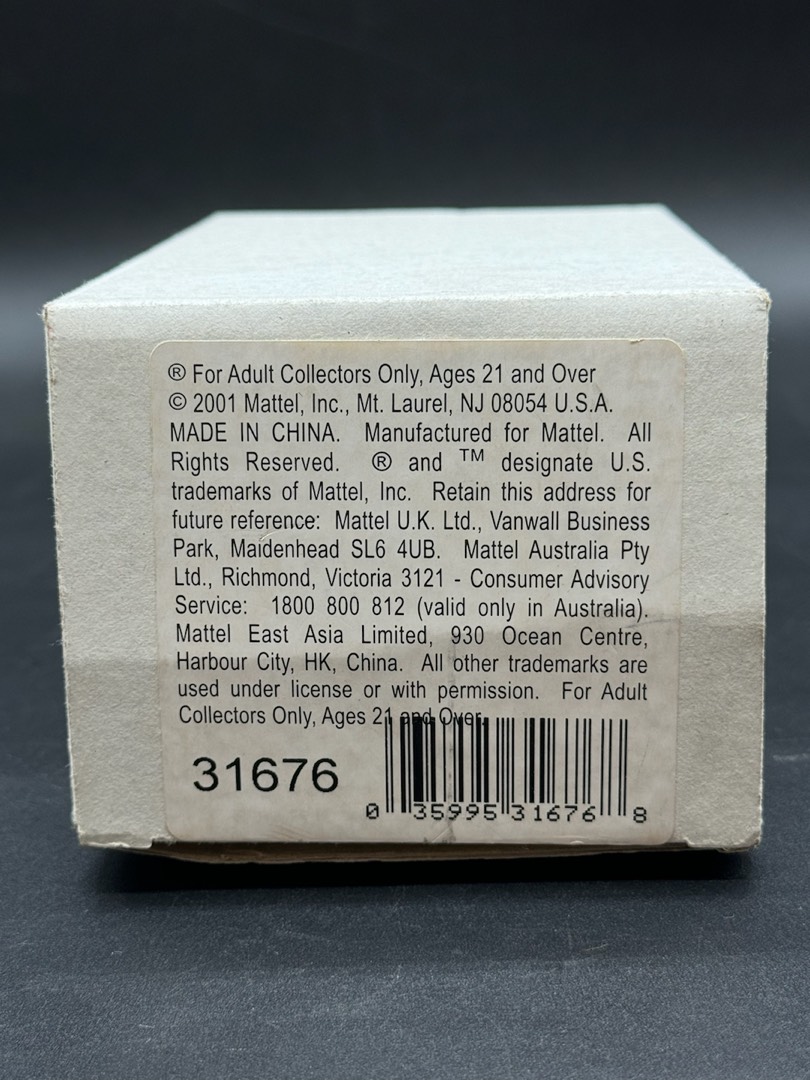 ® For Adult Collectors Only, Ages 21 and Over
© 2001 Mattel, Inc., Mt. Laurel, NJ 08054 U.S.A.
MADE IN CHINA. Manufactured for Mattel. All
Rights Reserved. ® and ™ designate U.S.
trademarks of Mattel, Inc. Retain this address for
future reference: Mattel U.K. Ltd., Vanwall Business
Park, Maidenhead SL6 4UB. Mattel Australia Pty
Ltd., Richmond, Victoria 3121 - Consumer Advisory
Service: 1800 800 812 (valid only in Australia).
Mattel East Asia Limited, 930 Ocean Centre,
Harbour City, HK, China. All other trademarks are
used under license or with permission. For Adult
Collectors Only, Ages 21 and Over.
31676
0 35995 31676 8